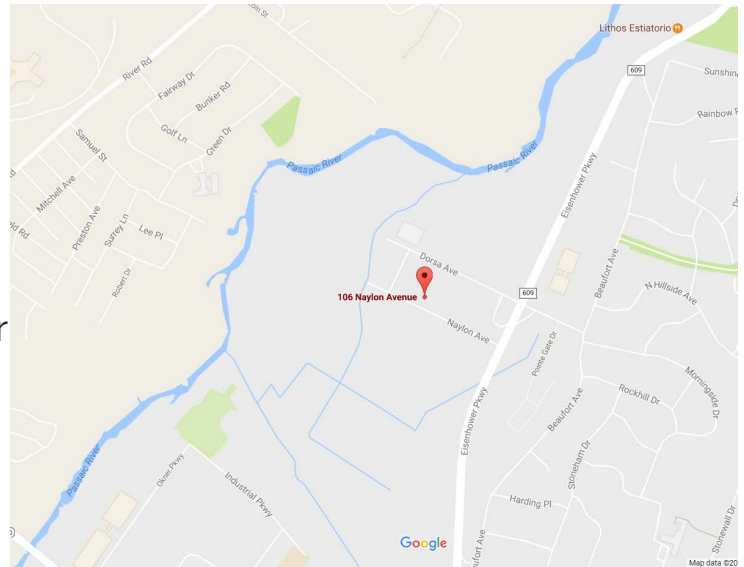 Lithos Estiatorio
River Rd
Fairway Dr
Bunker Rd
Golf Ln
Green Dr
Samuel St
Mitchell Ave
Preston Ave
Surrey Ln
Lee Pl
Robert Dr
Passaic River
Passaic River
609
Eisenhower Pkwy
Dorsa Ave
106 Naylon Avenue
609
Naylon Ave
Beaufort Ave
N Hillside Ave
Pointe Gate Dr
Morningside Dr
Rockhill Dr
Beaufort Ave
Eisenhower Pkwy
Stoneham Dr
Passaic River
Okner Pkwy
Industrial Pkwy
Harding Pl
Stonewall Dr
Google
Map data ©20
r